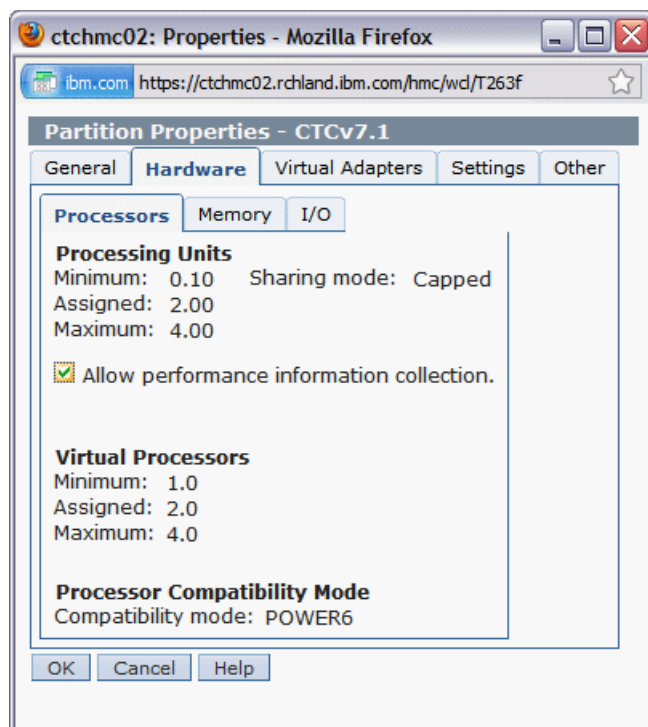 ctchmc02: Properties - Mozilla Firefox
ibm.com https://ctchmc02.rchland.ibm.com/hmc/wcl/T263f
Partition Properties - CTCv7.1
General Hardware Virtual Adapters Settings Other
Processors Memory I/O
Processing Units
Minimum: 0.10 Sharing mode: Capped
Assigned: 2.00
Maximum: 4.00
Allow performance information collection.
Virtual Processors
Minimum: 1.0
Assigned: 2.0
Maximum: 4.0
Processor Compatibility Mode
Compatibility mode: POWER6
OK Cancel Help